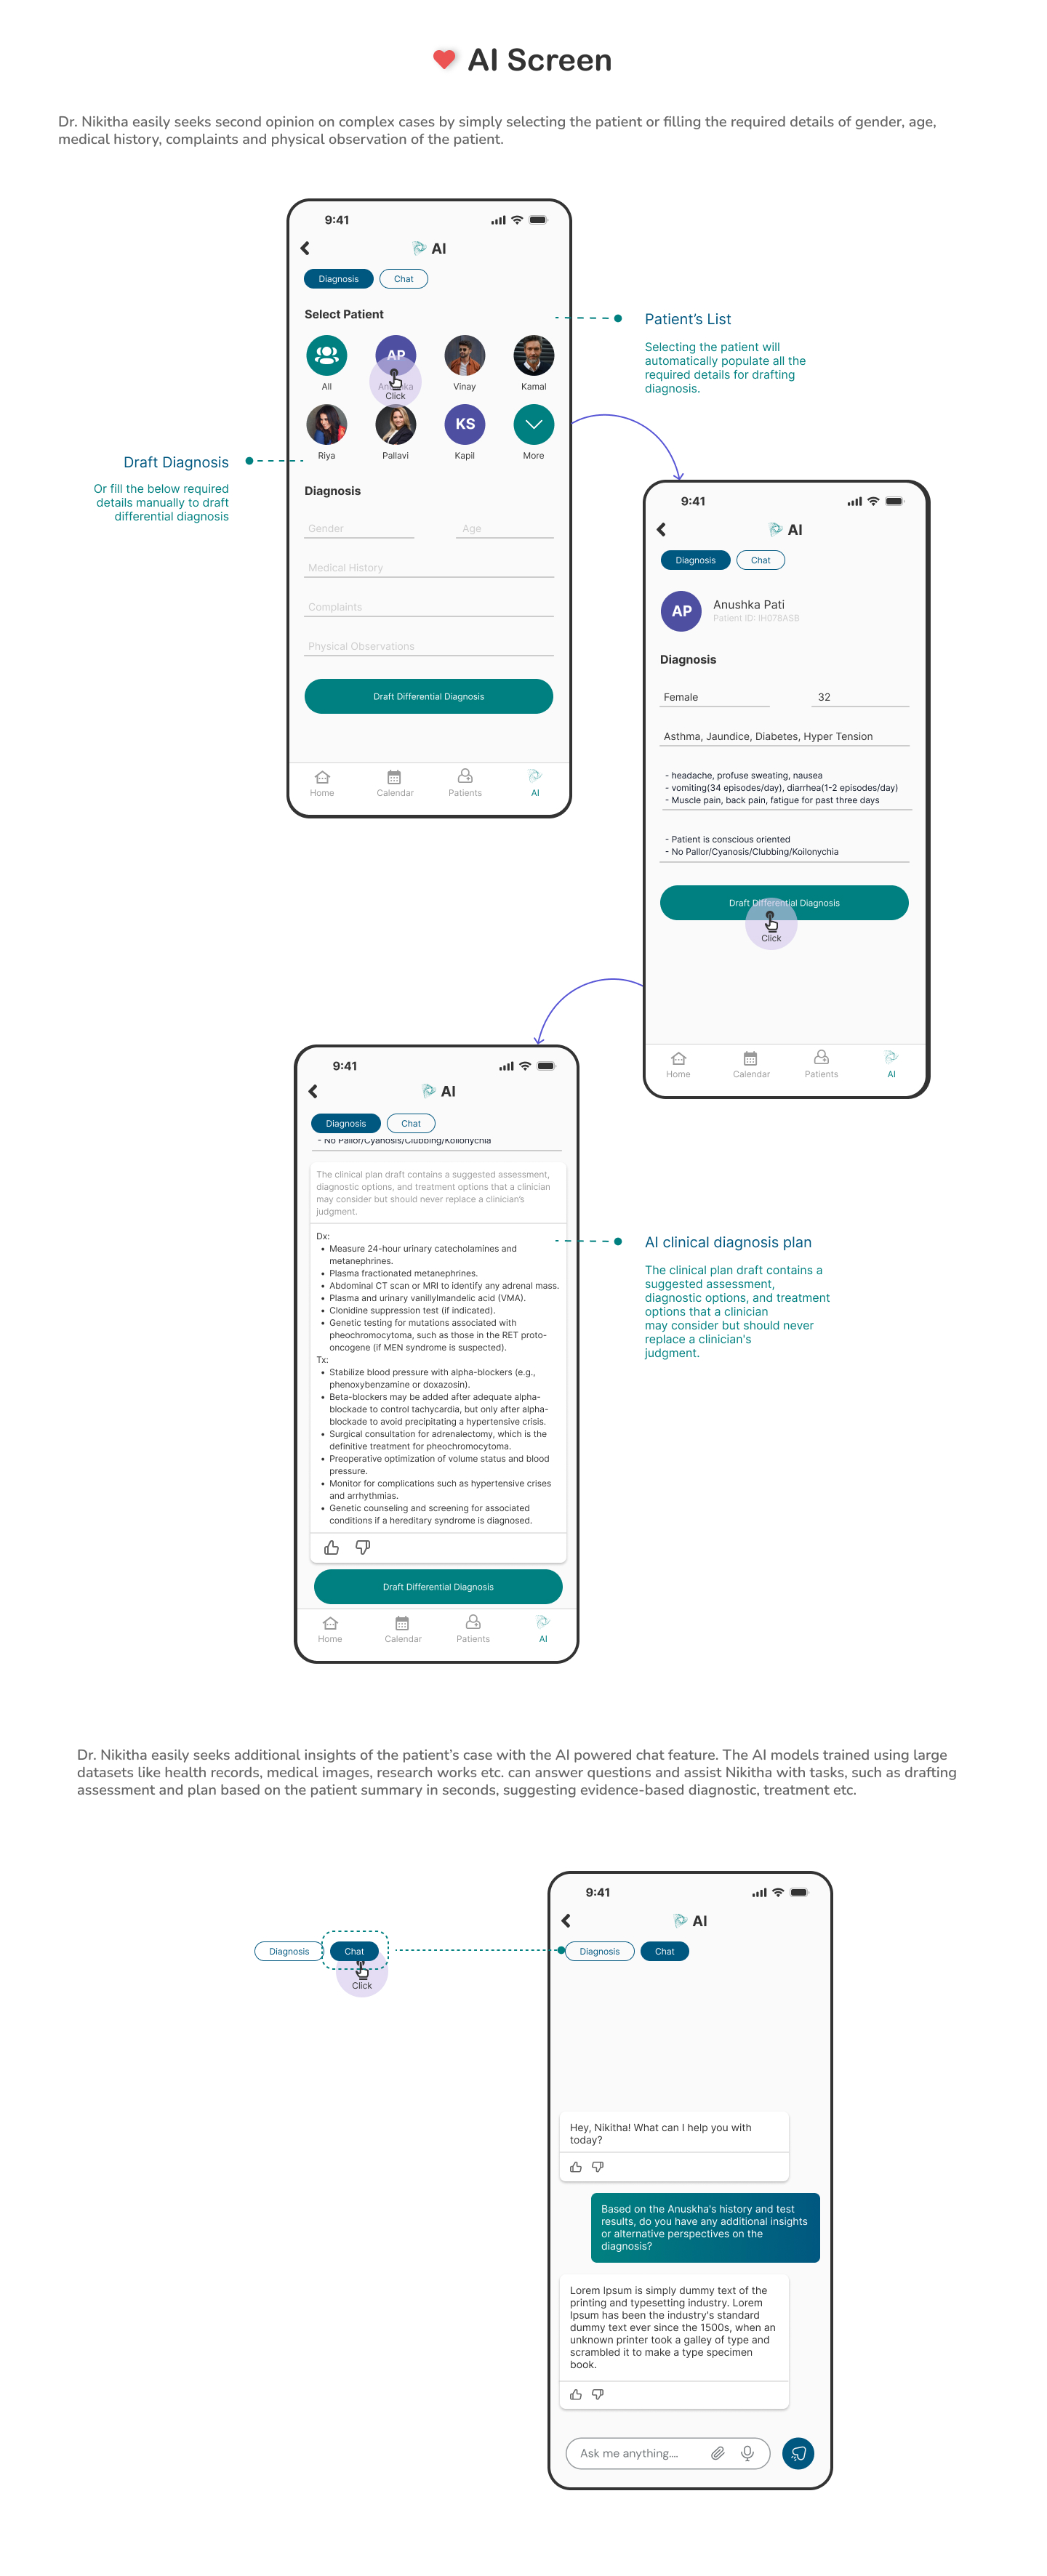 AI Screen
Dr. Nikitha easily seeks second opinion on complex cases by simply selecting the patient or filling the required details of gender, age,
medical history, complaints and physical observation of the patient.
9:41
AI
Diagnosis
Chat
Select Patient
AP
All
Vinay
Kamal
Click
KS
Riya
Pallavi
Kapil
More
Diagnosis
Gender
Age
Medical History
Complaints
Physical Observations
Draft Differential Diagnosis
Home
Calendar
Patients
AI
Patient's List
Selecting the patient will
automatically populate all the
required details for drafting
diagnosis.
Draft Diagnosis
Or fill the below required
details manually to draft
differential diagnosis
9:41
AI
Diagnosis
Chat
AP
Anushka Pati
Patient ID: IH078ASB
Diagnosis
Female
32
Asthma, Jaundice, Diabetes, Hyper Tension
- headache, profuse sweating, nausea
- vomiting(34 episodes/day), diarrhea(1-2 episodes/day)
- Muscle pain, back pain, fatigue for past three days
- Patient is conscious oriented
- No Pallor/Cyanosis/Clubbing/Koilonychia
Draft Differential Diagnosis
Click
Home
Calendar
Patients
AI
9:41
AI
Diagnosis
Chat
- No Pallor/Cyanosis/Clubbing/Koilonychia
The clinical plan draft contains a suggested assessment,
diagnostic options, and treatment options that a clinician
may consider but should never replace a clinician's
judgment.
Dx:
• Measure 24-hour urinary catecholamines and
metanephrines.
• Plasma fractionated metanephrines.
• Abdominal CT scan or MRI to identify any adrenal mass.
• Plasma and urinary vanillylmandelic acid (VMA).
• Clonidine suppression test (if indicated).
• Genetic testing for mutations associated with
pheochromocytoma, such as those in the RET proto-
oncogene (if MEN syndrome is suspected).
Tx:
• Stabilize blood pressure with alpha-blockers (e.g.,
phenoxybenzamine or doxazosin).
• Beta-blockers may be added after adequate alpha-
blockade to control tachycardia, but only after alpha-
blockade to avoid precipitating a hypertensive crisis.
• Surgical consultation for adrenalectomy, which is the
definitive treatment for pheochromocytoma.
• Preoperative optimization of volume status and blood
pressure.
• Monitor for complications such as hypertensive crises
and arrhythmias.
• Genetic counseling and screening for associated
conditions if a hereditary syndrome is diagnosed.
Draft Differential Diagnosis
Home
Calendar
Patients
AI
AI clinical diagnosis plan
The clinical plan draft contains a
suggested assessment,
diagnostic options, and treatment
options that a clinician
may consider but should never
replace a clinician's
judgment.
Dr. Nikitha easily seeks additional insights of the patient's case with the AI powered chat feature. The AI models trained using large
datasets like health records, medical images, research works etc. can answer questions and assist Nikitha with tasks, such as drafting
assessment and plan based on the patient summary in seconds, suggesting evidence-based diagnostic, treatment etc.
Diagnosis
Chat
Click
9:41
AI
Diagnosis
Chat
Hey, Nikitha! What can I help you with
today?
Based on the Anuskha's history and test
results, do you have any additional insights
or alternative perspectives on the
diagnosis?
Lorem Ipsum is simply dummy text of the
printing and typesetting industry. Lorem
Ipsum has been the industry's standard
dummy text ever since the 1500s, when an
unknown printer took a galley of type and
scrambled it to make a type specimen
book.
Ask me anything....